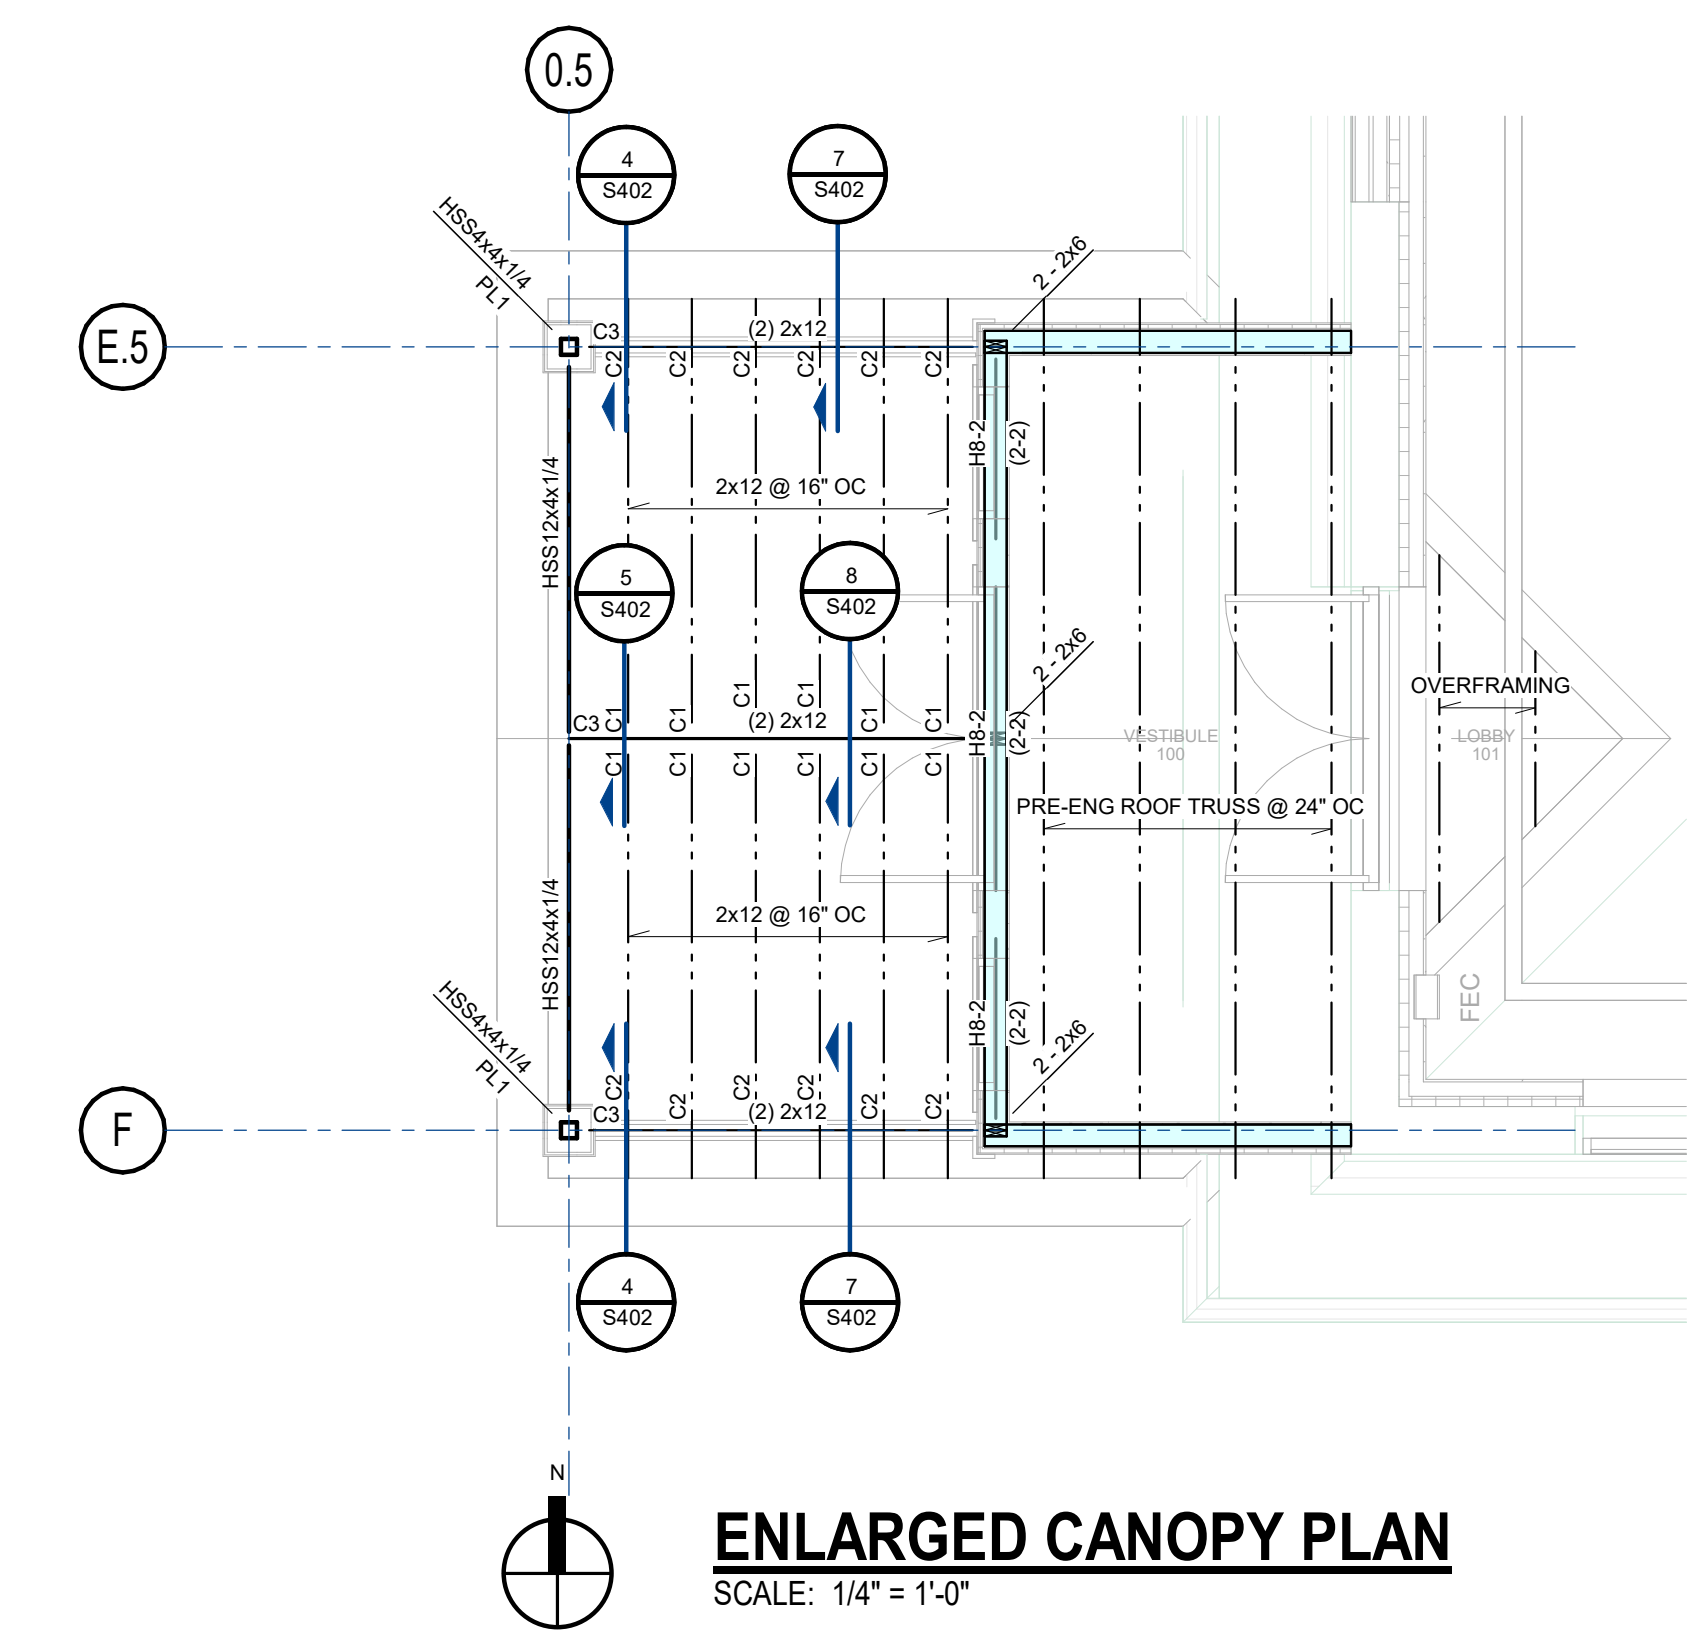 0.5
4
S402
7
S402
HSS4x4x1/4
PL1
2 - 2x6
E.5
C3
(2) 2x12
C2
C2
C2
C2
C2
C2
H8-2
(2-2)
HSS12x4x1/4
2x12 @ 16" OC
5
S402
8
S402
2 - 2x6
OVERFRAMING
C1
C1
C1
C1
C1
C1
C3
(2) 2x12
H8-2
(2-2)
VESTIBULE
100
LOBBY
101
C1
C1
C1
C1
C1
C1
PRE-ENG ROOF TRUSS @ 24" OC
HSS12x4x1/4
2x12 @ 16" OC
FEC
HSS4x4x1/4
PL1
H8-2
(2-2)
2 - 2x6
C2
C2
C2
C2
C2
C2
F
C3
(2) 2x12
4
S402
7
S402
N
ENLARGED CANOPY PLAN
SCALE: 1/4" = 1'-0"